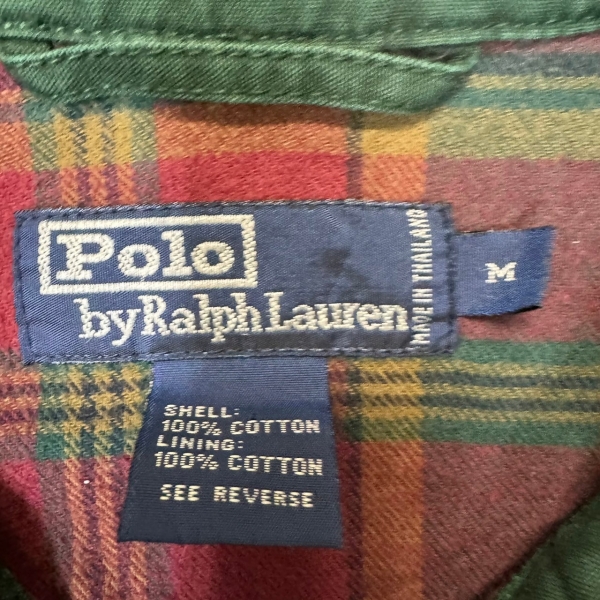 Polo
by Ralph Lauren
MADE IN THAILAND
M
SHELL:
100% COTTON
LINING:
100% COTTON
SEE REVERSE